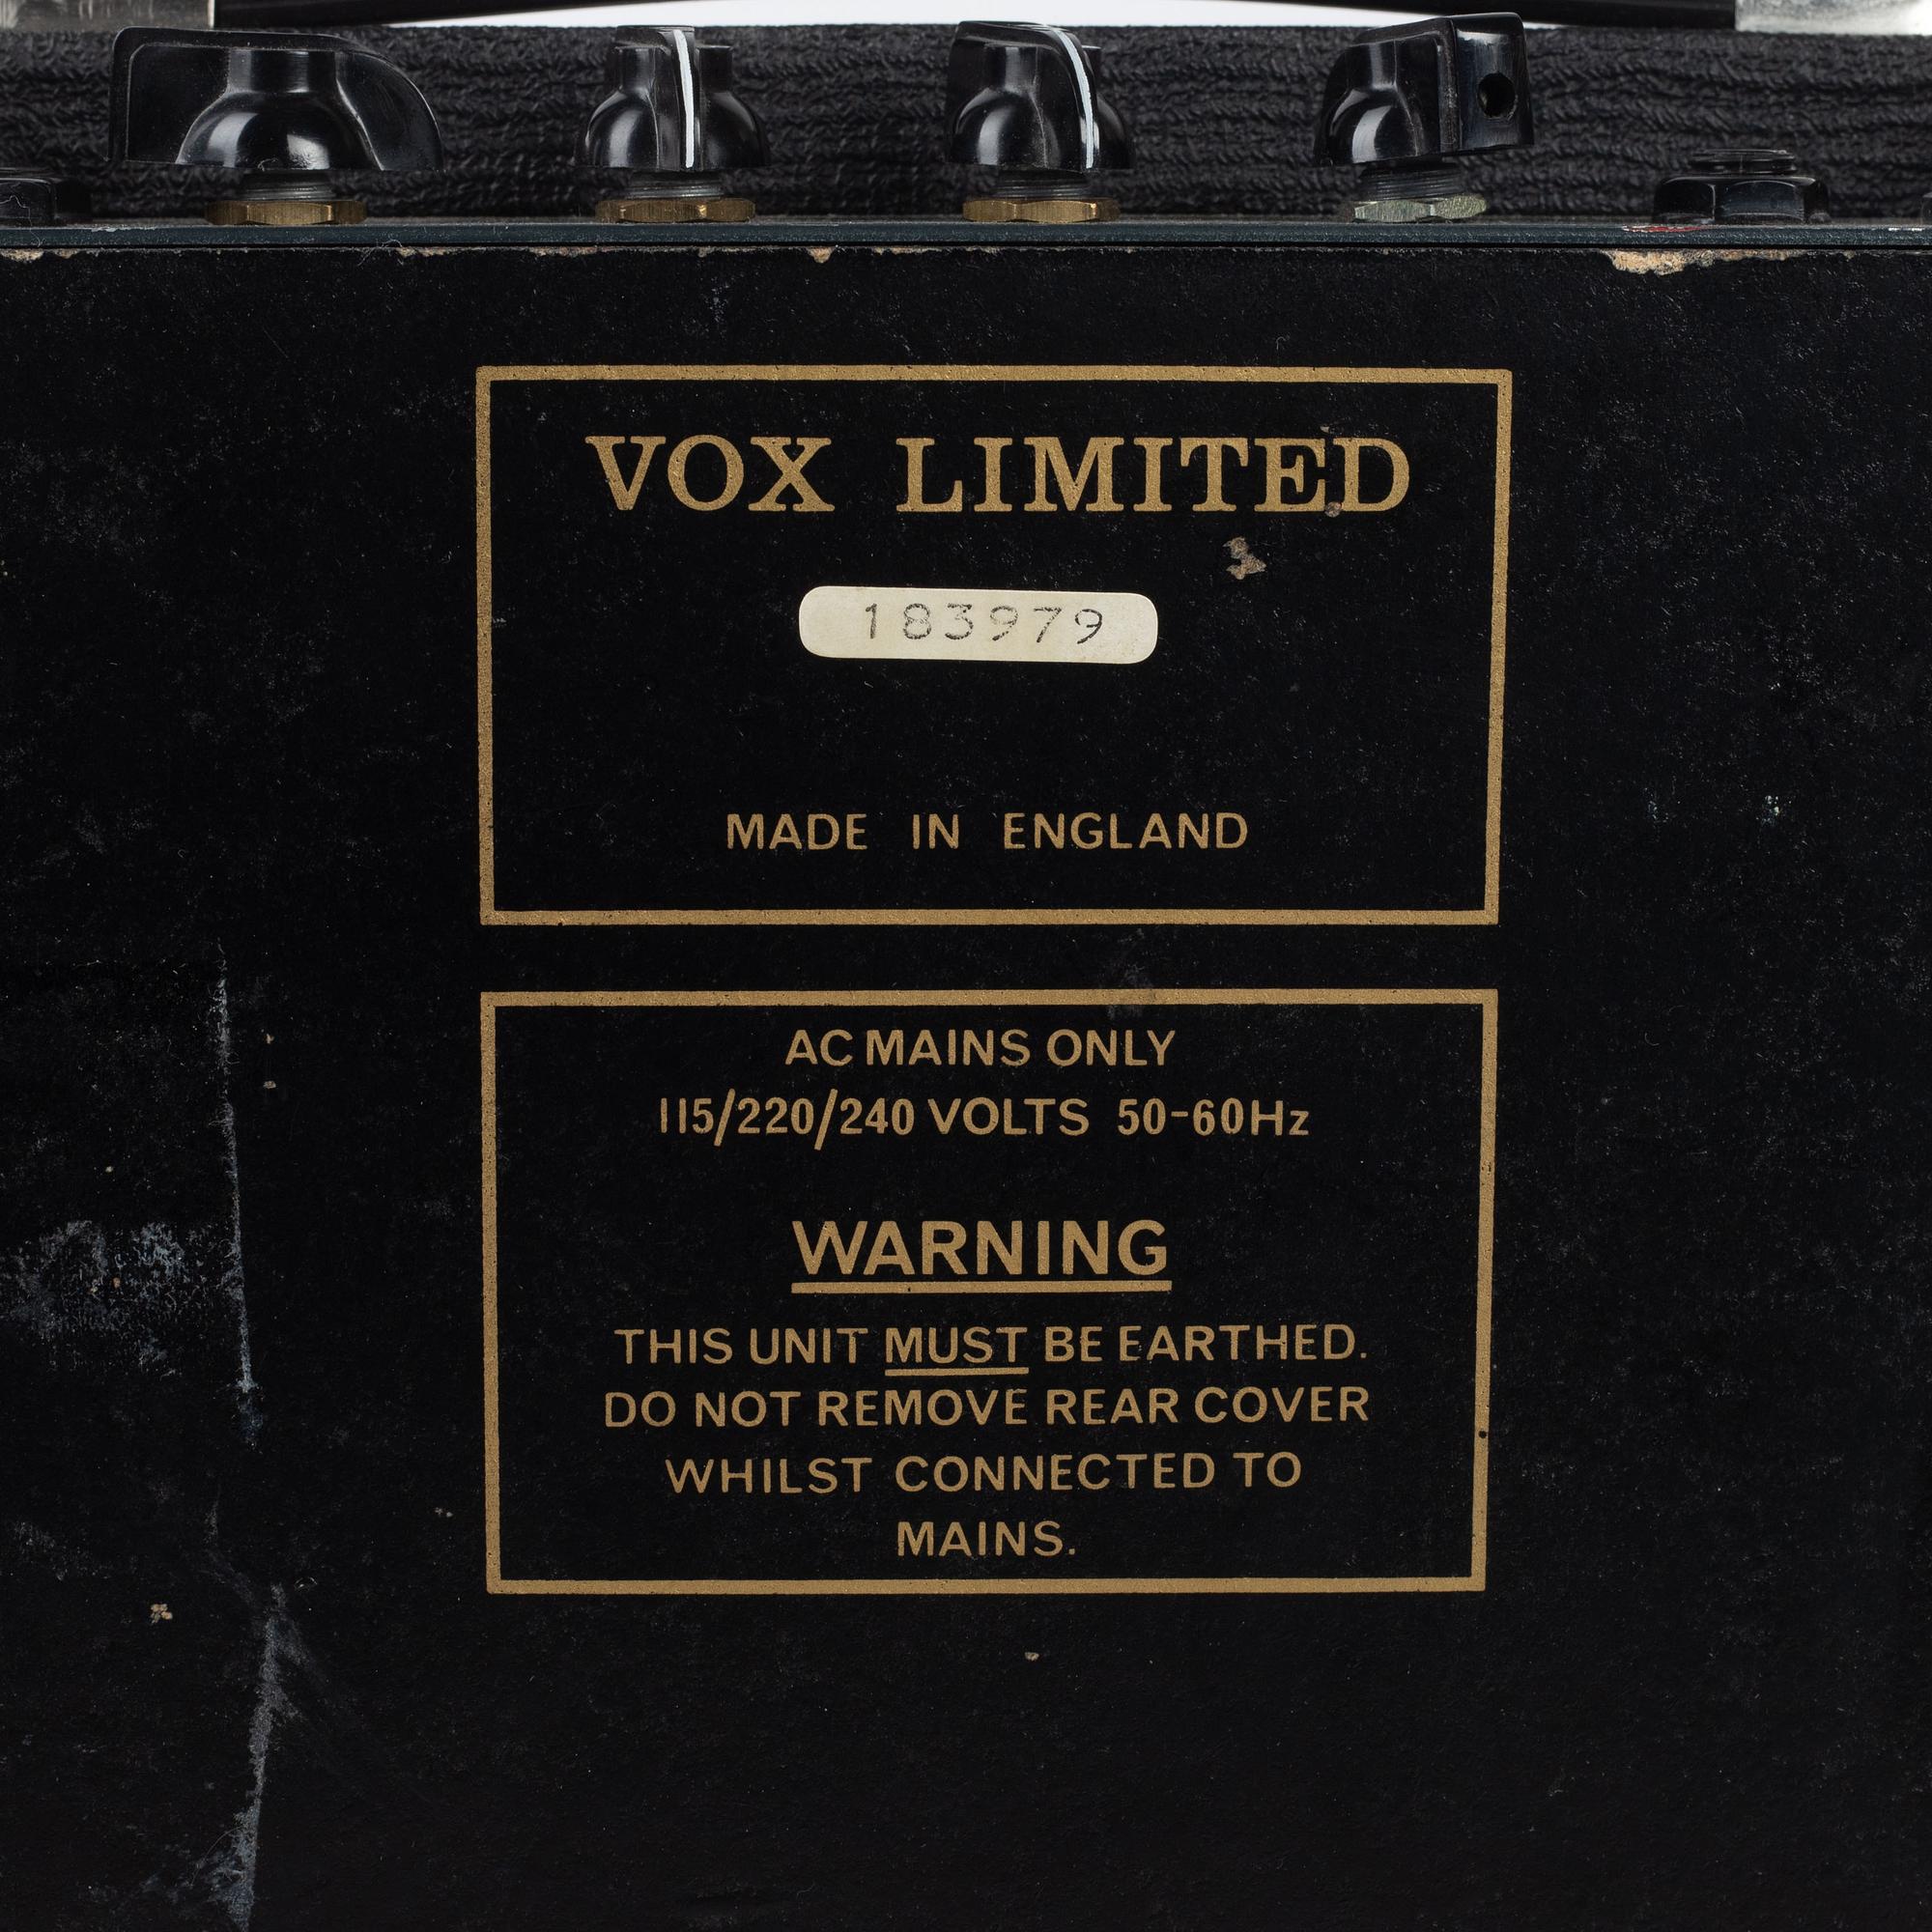 VOX LIMITED
183979
MADE IN ENGLAND
AC MAINS ONLY
115/220/240 VOLTS 50-60Hz
WARNING
THIS UNIT MUST BE EARTHED.
DO NOT REMOVE REAR COVER
WHILST CONNECTED TO
MAINS.